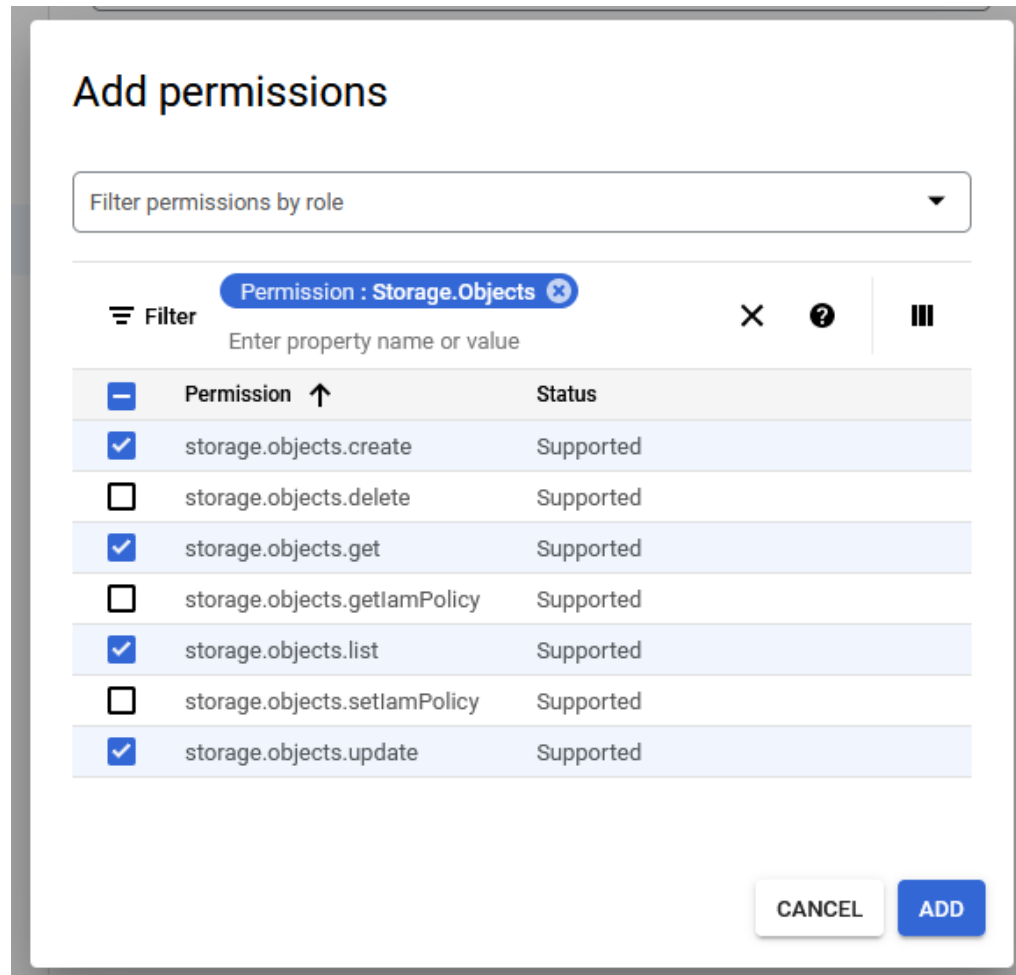 Add permissions
Filter permissions by role
Filter Permission : Storage.Objects
Enter property name or value
Permission Status
storage.objects.create Supported
storage.objects.delete Supported
storage.objects.get Supported
storage.objects.getIamPolicy Supported
storage.objects.list Supported
storage.objects.setIamPolicy Supported
storage.objects.update Supported
CANCEL ADD